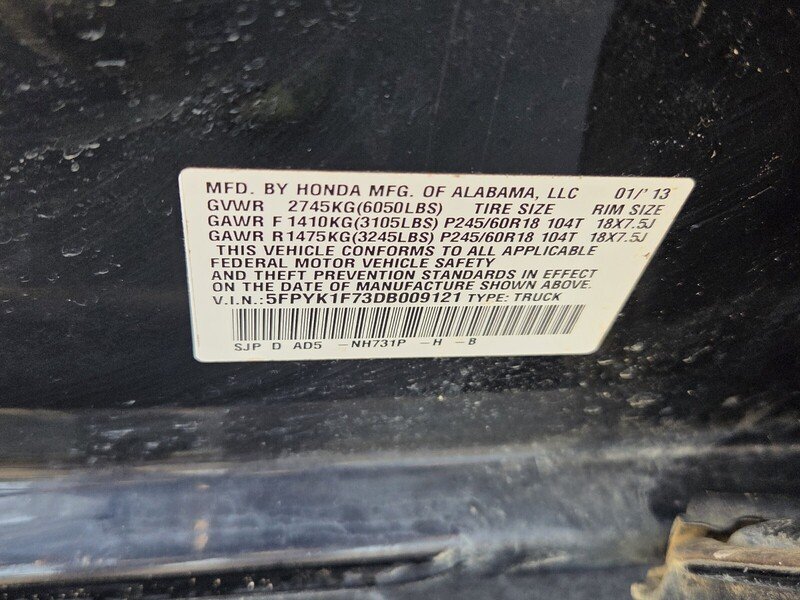 MFD. BY HONDA MFG. OF ALABAMA, LLC 01/'13
GVWR 2745KG(6050LBS) TIRE SIZE RIM SIZE
GAWR F 1410KG(3105LBS) P245/60R18 104T 18X7.5J
GAWR R 1475KG(3245LBS) P245/60R18 104T 18X7.5J
THIS VEHICLE CONFORMS TO ALL APPLICABLE
FEDERAL MOTOR VEHICLE SAFETY
AND THEFT PREVENTION STANDARDS IN EFFECT
ON THE DATE OF MANUFACTURE SHOWN ABOVE.
V.I.N.:5FPYK1F73DB009121 TYPE: TRUCK
SJP D AD5 -NH731P -H -B